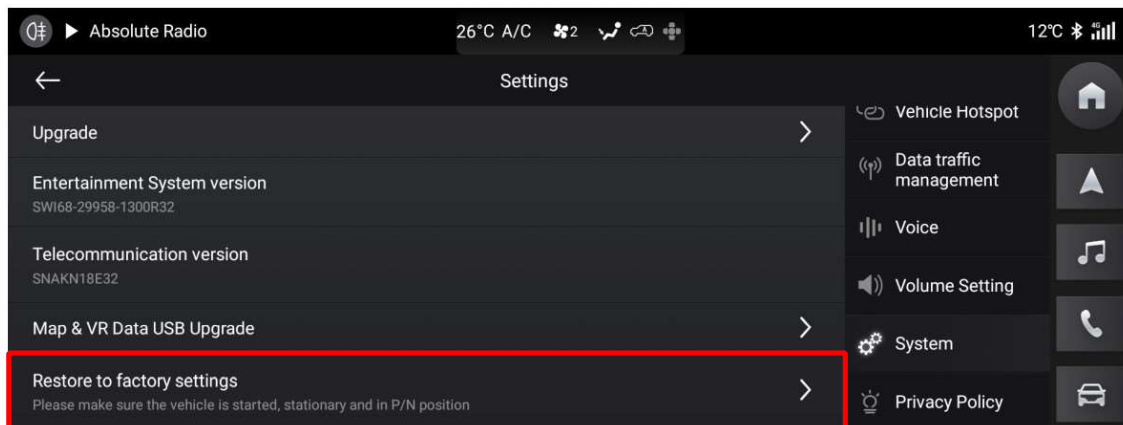 Absolute Radio
26°C A/C 2
12°C 4G
Settings
Upgrade
Entertainment System version
SWI68-29958-1300R32
Telecommunication version
SNAKN18E32
Map & VR Data USB Upgrade
Restore to factory settings
Please make sure the vehicle is started, stationary and in P/N position
Vehicle Hotspot
Data traffic
management
Voice
Volume Setting
System
Privacy Policy